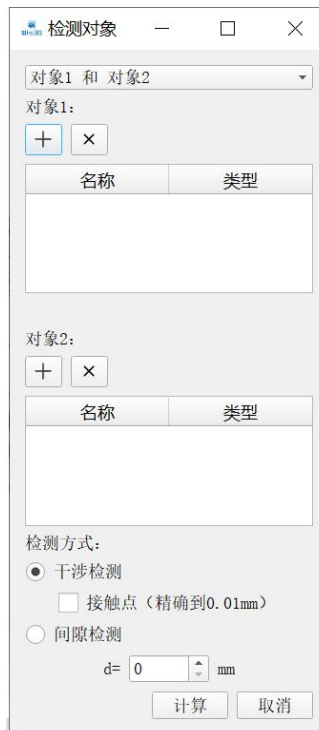 检测对象
对象1 和 对象2
对象1:
名称 类型
对象2:
名称 类型
检测方式:
干涉检测
接触点（精确到0.01mm）
间隙检测
d= 0 mm
计算 取消